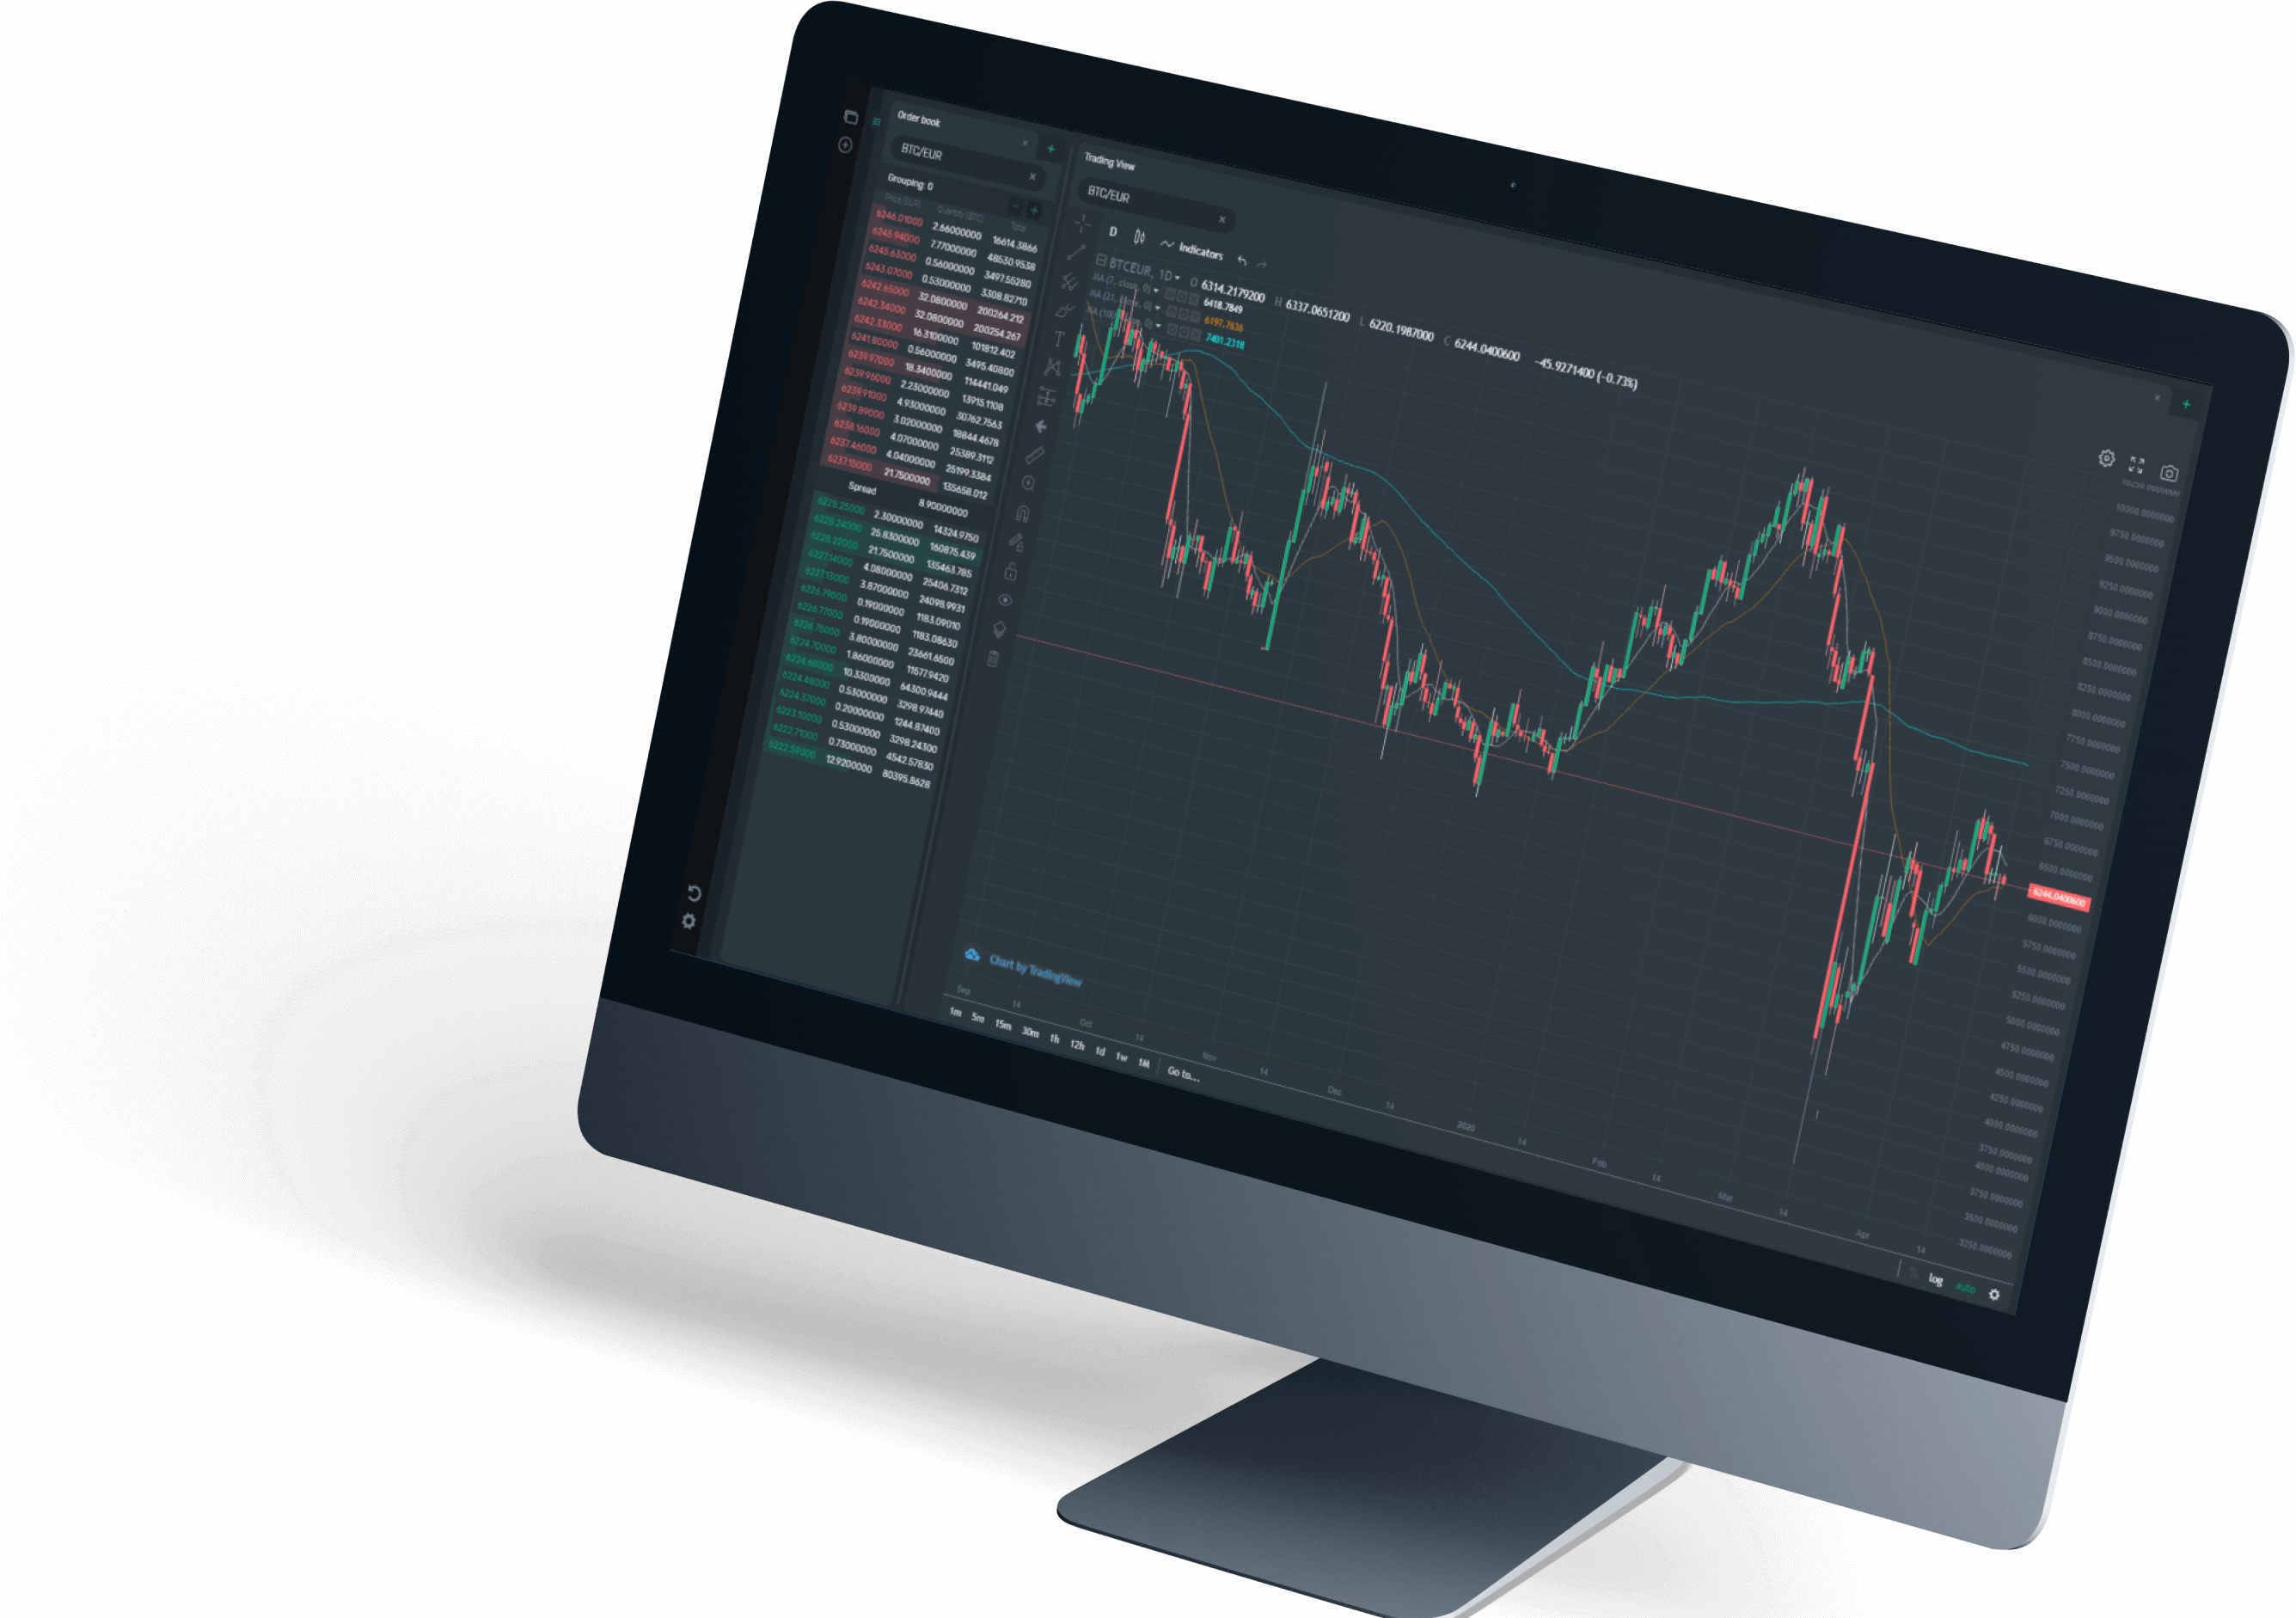 Order book
BTC/EUR
Grouping: 0
Price (EUR) Quantity (BTC) Total
6246.01000 2.66000000 16614.3866
6245.94000 7.77000000 48530.9538
6245.63000 0.56000000 3497.55280
6243.07000 0.53000000 3308.82710
6242.65000 32.0800000 200264.212
6242.34000 32.0800000 200254.267
6242.33000 16.3100000 101812.402
6241.80000 0.56000000 3495.40800
6239.97000 18.3400000 114441.049
6239.96000 2.23000000 13915.1108
6239.91000 4.93000000 30762.7563
6239.89000 3.02000000 18844.4678
6238.16000 4.07000000 25389.3112
6237.46000 4.04000000 25199.3384
6237.15000 21.7500000 135658.012
Spread 8.90000000
6228.25000 2.30000000 14324.9750
6228.24000 25.8300000 160875.439
6228.22000 21.7500000 135463.785
6227.14000 4.08000000 25406.7312
6227.13000 3.87000000 24098.9931
6226.79000 0.19000000 1183.09010
6226.77000 0.19000000 1183.08630
6226.75000 3.80000000 23661.6500
6224.70000 1.86000000 11577.9420
6224.68000 10.3300000 64300.9444
6224.48000 0.53000000 3298.97440
6224.37000 0.20000000 1244.87400
6223.10000 0.53000000 3298.24300
6222.71000 0.73000000 4542.57830
6222.59000 12.9200000 80395.8628
Trading View
BTC/EUR
D Indicators
BTCEUR, 1D O 6314.2179200 H 6337.0651200 L 6220.1987000 C 6244.0400600 -45.9271400 (-0.73%)
MA (7, close, 0) 6418.7849
MA (21, close, 0) 6197.7636
MA (100, close, 0) 7401.2318
10000.0000000
9750.0000000
9500.0000000
9250.0000000
9000.0000000
8750.0000000
8500.0000000
8250.0000000
8000.0000000
7750.0000000
7500.0000000
7250.0000000
7000.0000000
6750.0000000
6500.0000000
6244.0400600
6000.0000000
5750.0000000
5500.0000000
5250.0000000
5000.0000000
4750.0000000
4500.0000000
4250.0000000
4000.0000000
3750.0000000
4000.0000000
3750.0000000
3500.0000000
3250.0000000
Chart by TradingView
Sep 14 Oct 14 Nov 14 Dec 14 2020 14 Feb 14 Mar 14 Apr 14
1m 5m 15m 30m 1h 12h 1d 1w 1M Go to...
% log auto